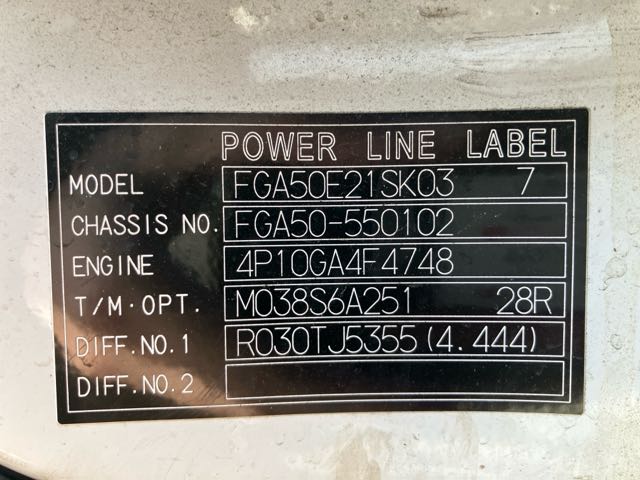 POWER LINE LABEL
MODEL FGA50E21SK03 7
CHASSIS NO. FGA50-550102
ENGINE 4P10GA4F4748
T/M·OPT. M038S6A251 28R
DIFF.NO.1 R030TJ5355(4.444)
DIFF.NO.2